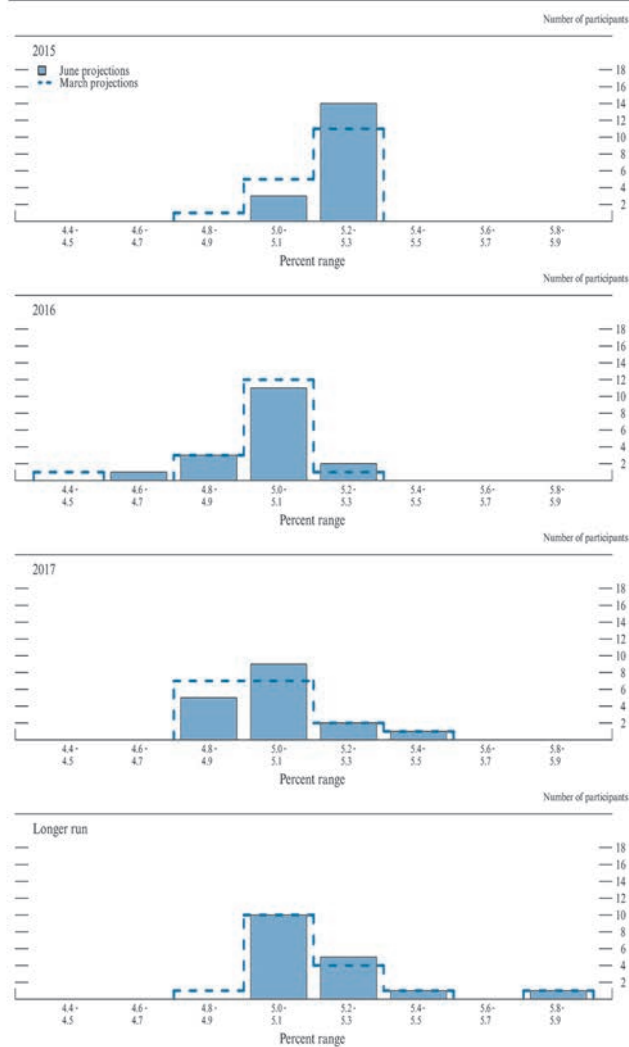 Number of participants
2015
June projections
March projections
18
16
14
12
10
8
6
4
2
4.4 - 4.6 - 4.8 - 5.0 - 5.2 - 5.4 - 5.6 - 5.8 -
4.5 4.7 4.9 5.1 5.3 5.5 5.7 5.9
Percent range
Number of participants
2016
18
16
14
12
10
8
6
4
2
4.4 - 4.6 - 4.8 - 5.0 - 5.2 - 5.4 - 5.6 - 5.8 -
4.5 4.7 4.9 5.1 5.3 5.5 5.7 5.9
Percent range
Number of participants
2017
18
16
14
12
10
8
6
4
2
4.4 - 4.6 - 4.8 - 5.0 - 5.2 - 5.4 - 5.6 - 5.8 -
4.5 4.7 4.9 5.1 5.3 5.5 5.7 5.9
Percent range
Number of participants
Longer run
18
16
14
12
10
8
6
4
2
4.4 - 4.6 - 4.8 - 5.0 - 5.2 - 5.4 - 5.6 - 5.8 -
4.5 4.7 4.9 5.1 5.3 5.5 5.7 5.9
Percent range